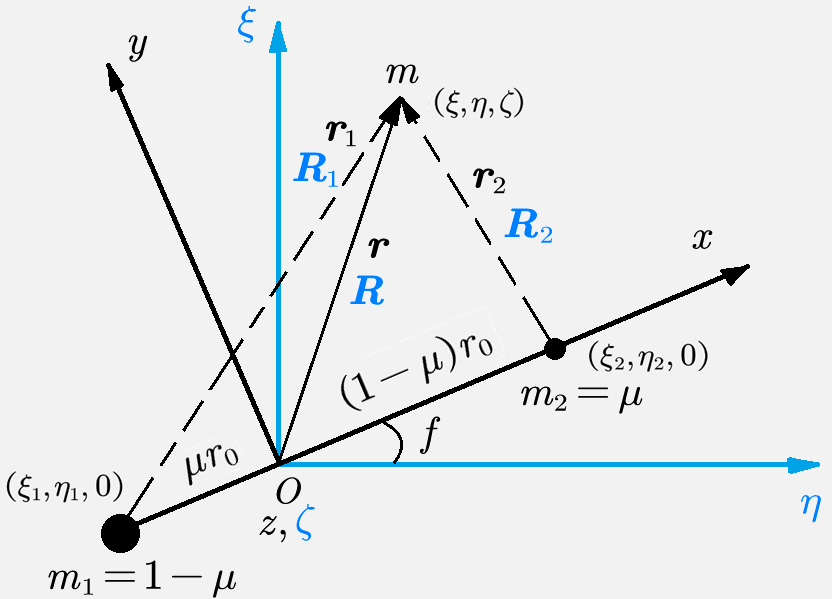 ξ
y
m
(ξ,η,ζ)
r₁
R₁
r₂
R₂
r
R
x
(1−μ)r₀
(ξ₂,η₂,0)
m₂=μ
f
μr₀
(ξ₁,η₁,0)
O
z,ζ
η
m₁=1−μ